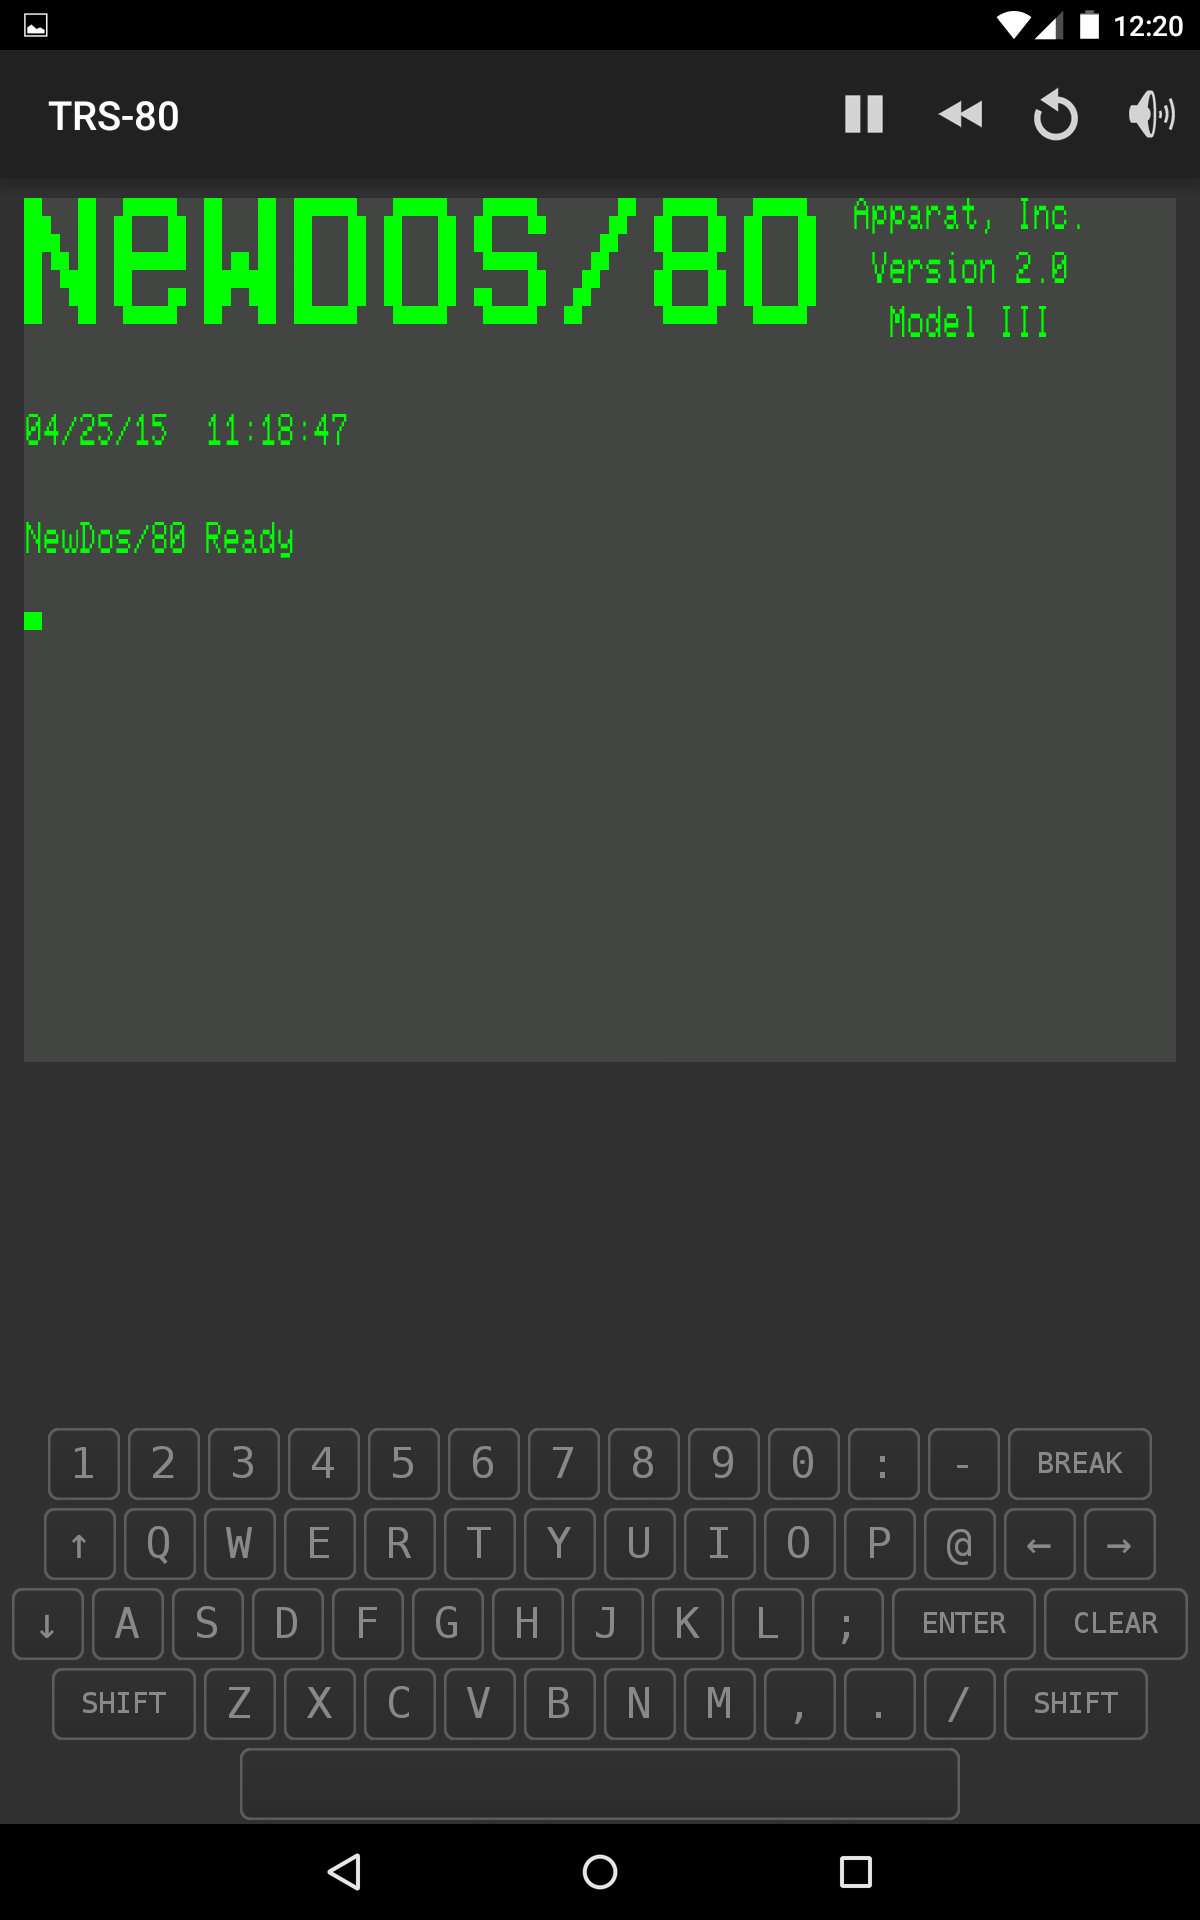 12:20
TRS-80
NewDOS/80
Apparat, Inc.
Version 2.0
Model III
04/25/15 11:18:47
NewDos/80 Ready
1 2 3 4 5 6 7 8 9 0 : - BREAK
↑ Q W E R T Y U I O P @ ← →
↓ A S D F G H J K L ; ENTER CLEAR
SHIFT Z X C V B N M , . / SHIFT